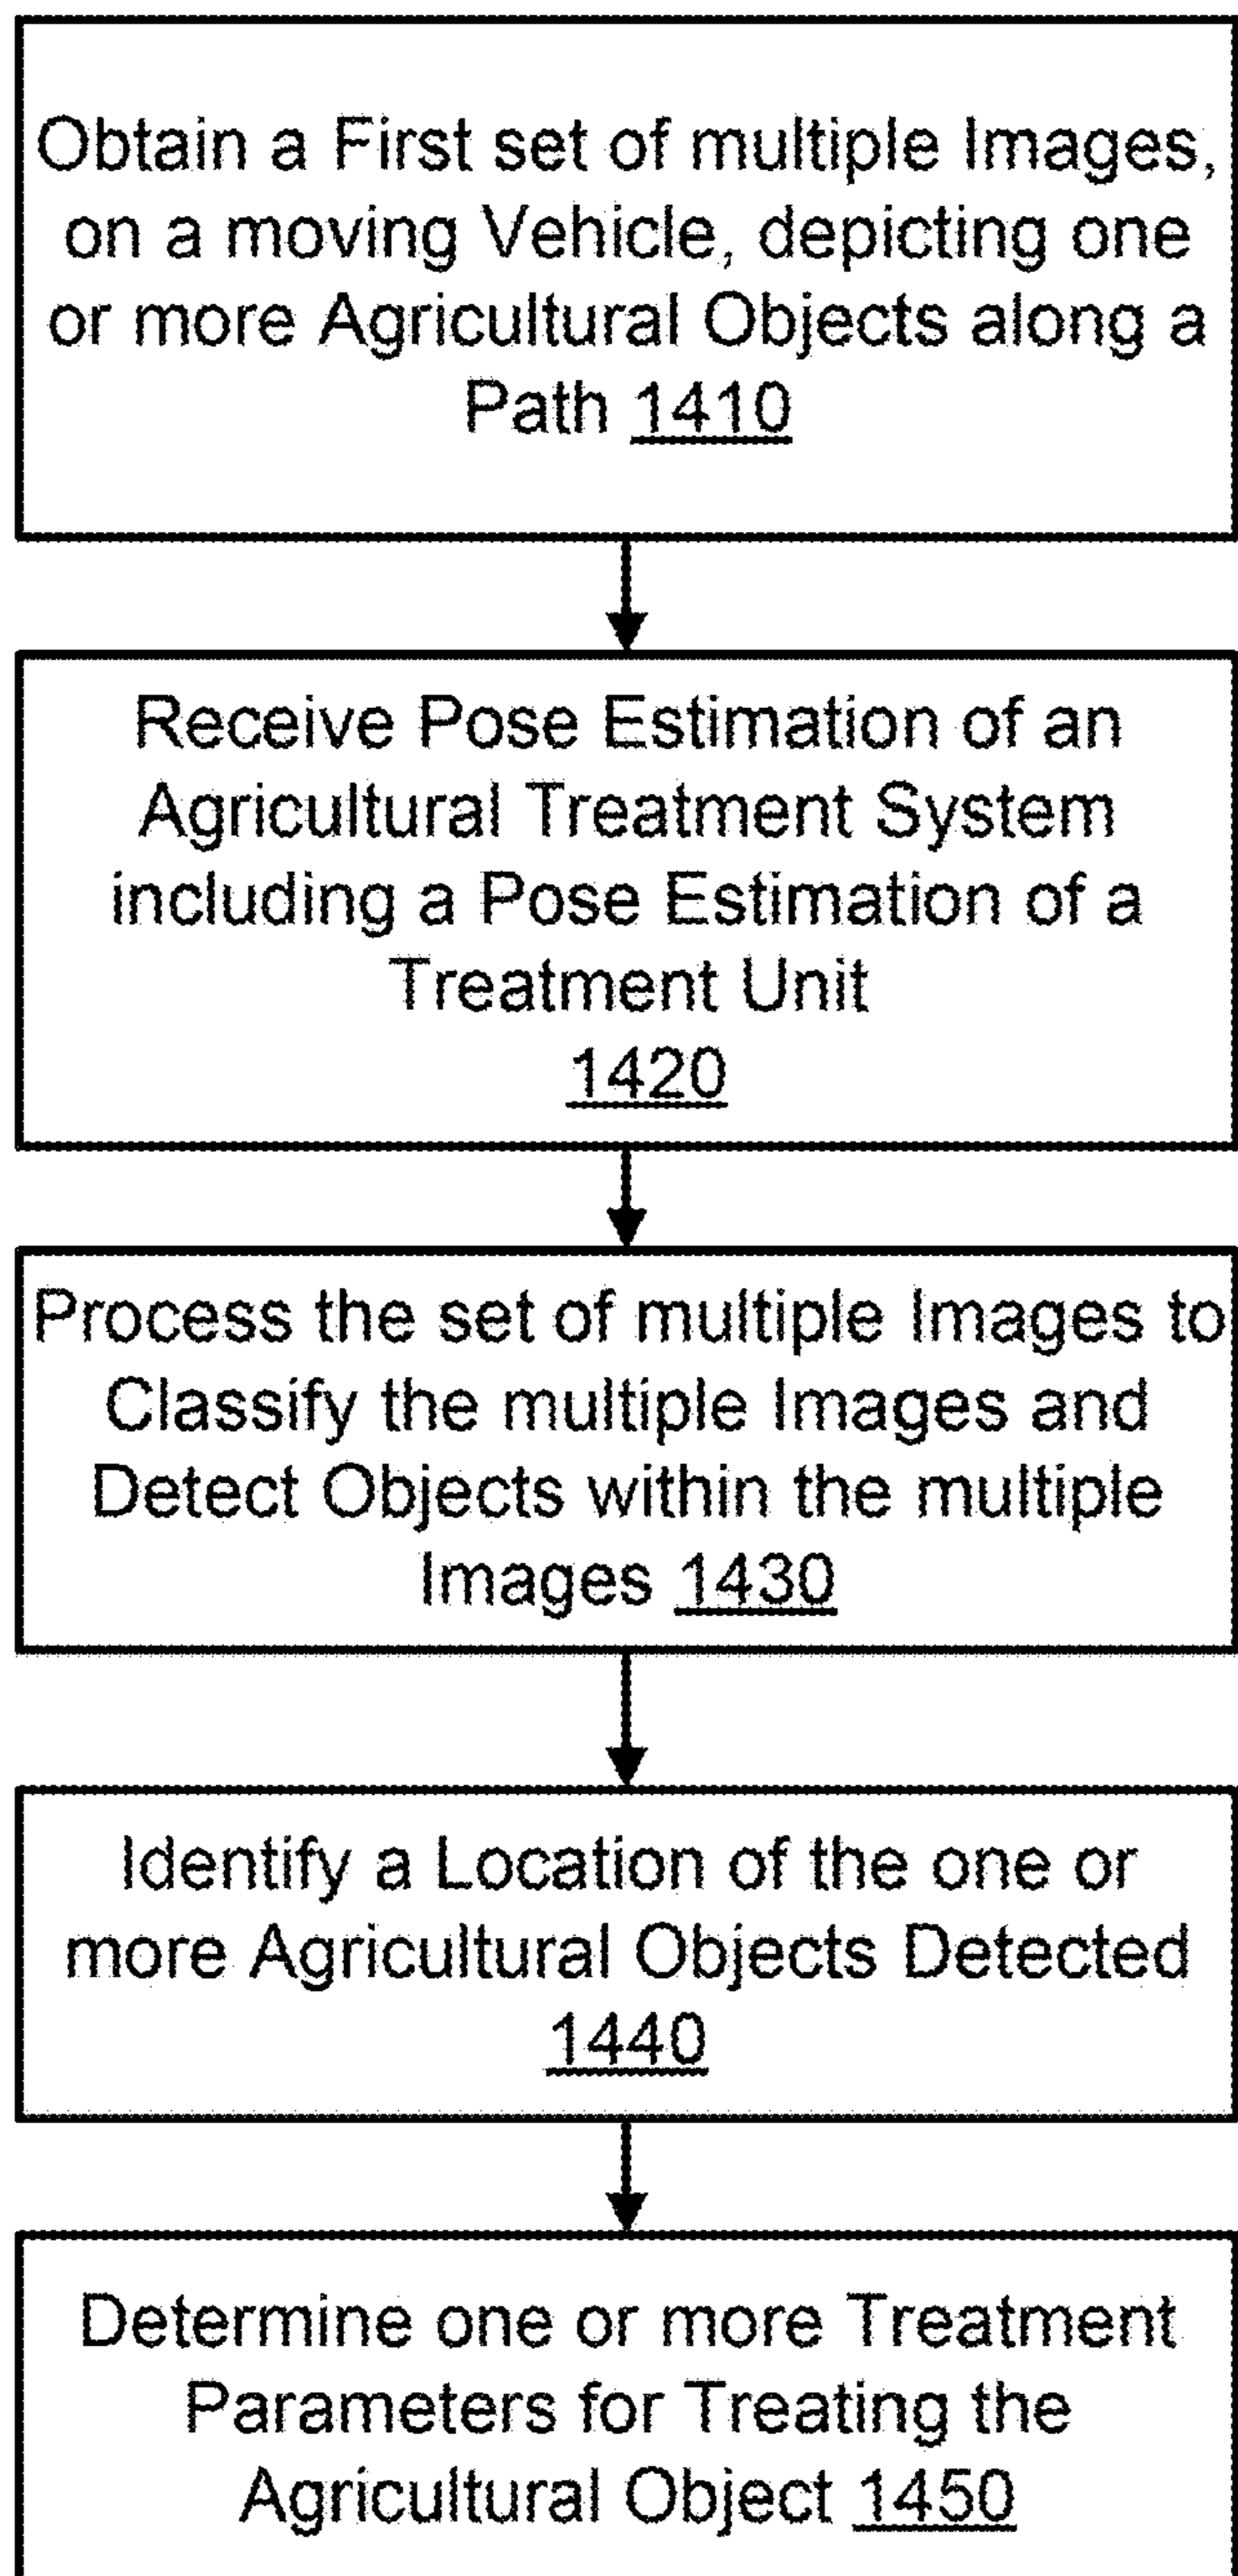 Obtain a First set of multiple Images,
on a moving Vehicle, depicting one
or more Agricultural Objects along a
Path 1410
Receive Pose Estimation of an
Agricultural Treatment System
including a Pose Estimation of a
Treatment Unit
1420
Process the set of multiple Images to
Classify the multiple Images and
Detect Objects within the multiple
Images 1430
Identify a Location of the one or
more Agricultural Objects Detected
1440
Determine one or more Treatment
Parameters for Treating the
Agricultural Object 1450